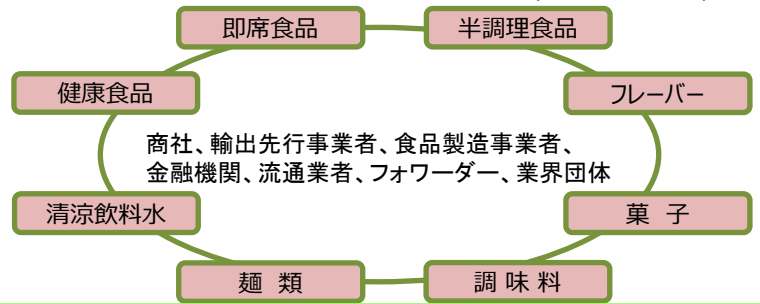 即席食品
半調理食品
健康食品
フレーバー
商社、輸出先行事業者、食品製造事業者、
金融機関、流通業者、フォワーダー、業界団体
清涼飲料水
菓 子
麺 類
調 味 料